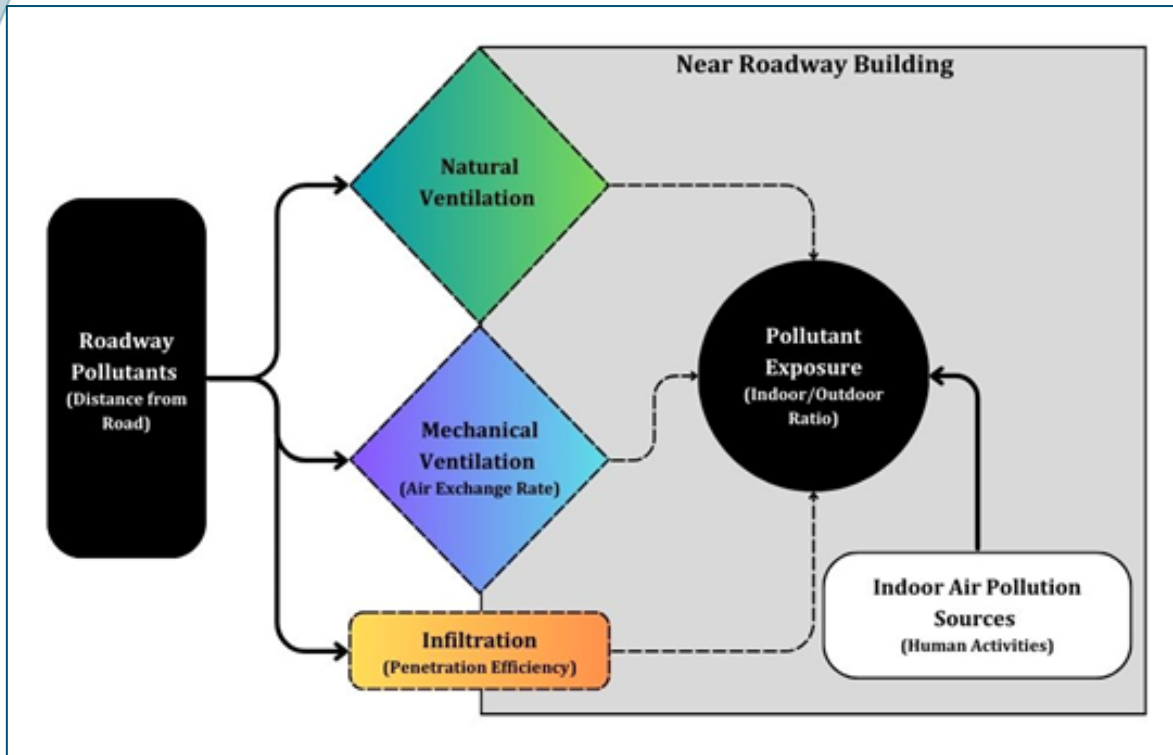 Near Roadway Building
Natural
Ventilation
Roadway
Pollutants
(Distance from
Road)
Mechanical
Ventilation
(Air Exchange Rate)
Pollutant
Exposure
(Indoor/Outdoor
Ratio)
Infiltration
(Penetration Efficiency)
Indoor Air Pollution
Sources
(Human Activities)